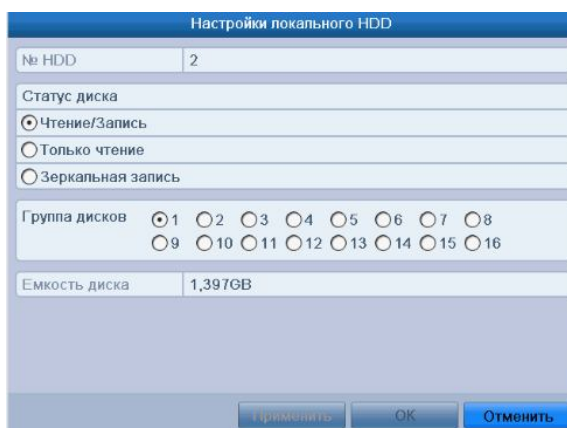 Настройки локального HDD
№ HDD 2
Статус диска
Чтение/Запись
Только чтение
Зеркальная запись
Группа дисков 1 2 3 4 5 6 7 8
9 10 11 12 13 14 15 16
Емкость диска 1,397GB
Применить OK Отменить